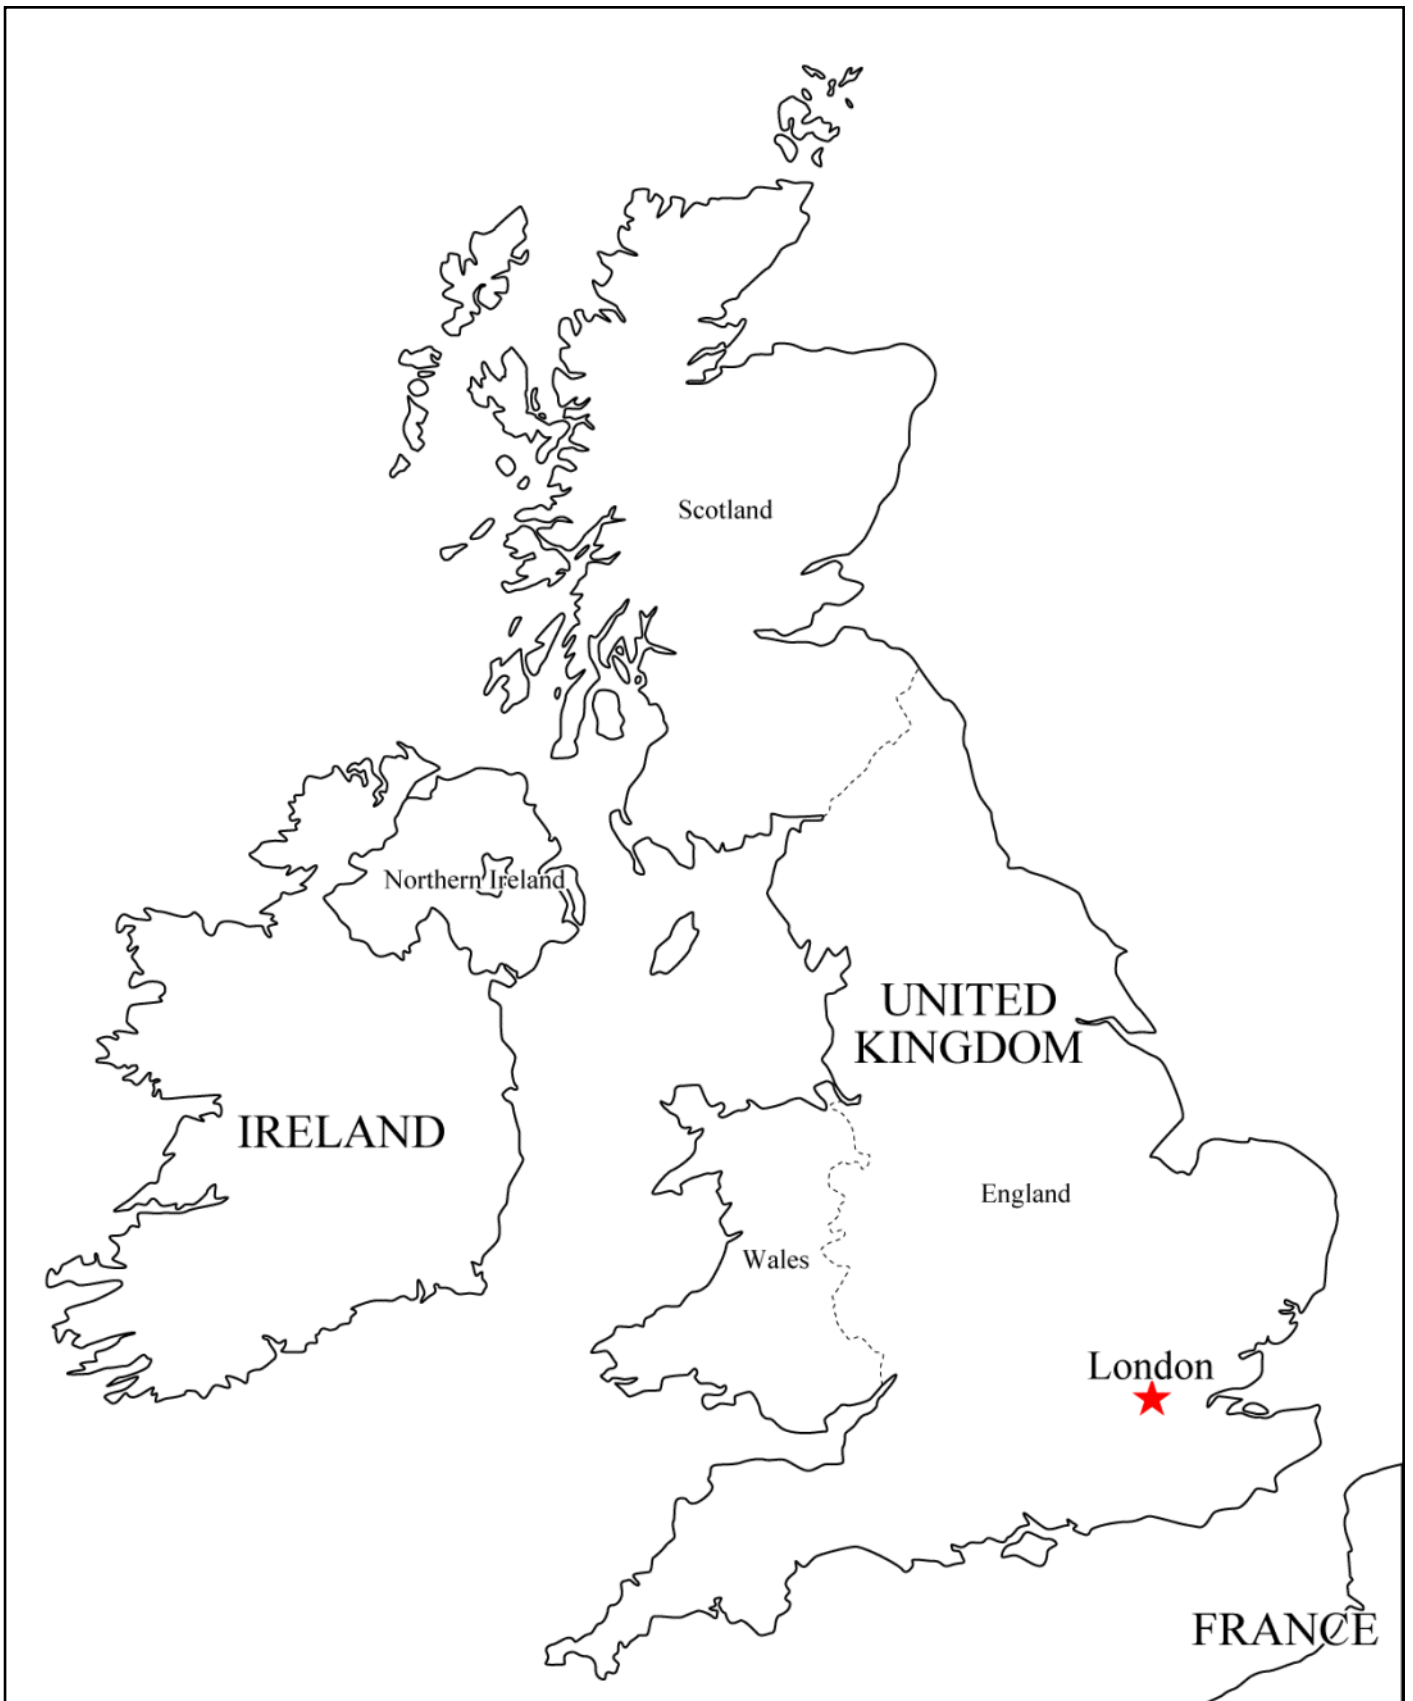 Scotland
Northern Ireland
UNITED
KINGDOM
IRELAND
England
Wales
London
FRANCE